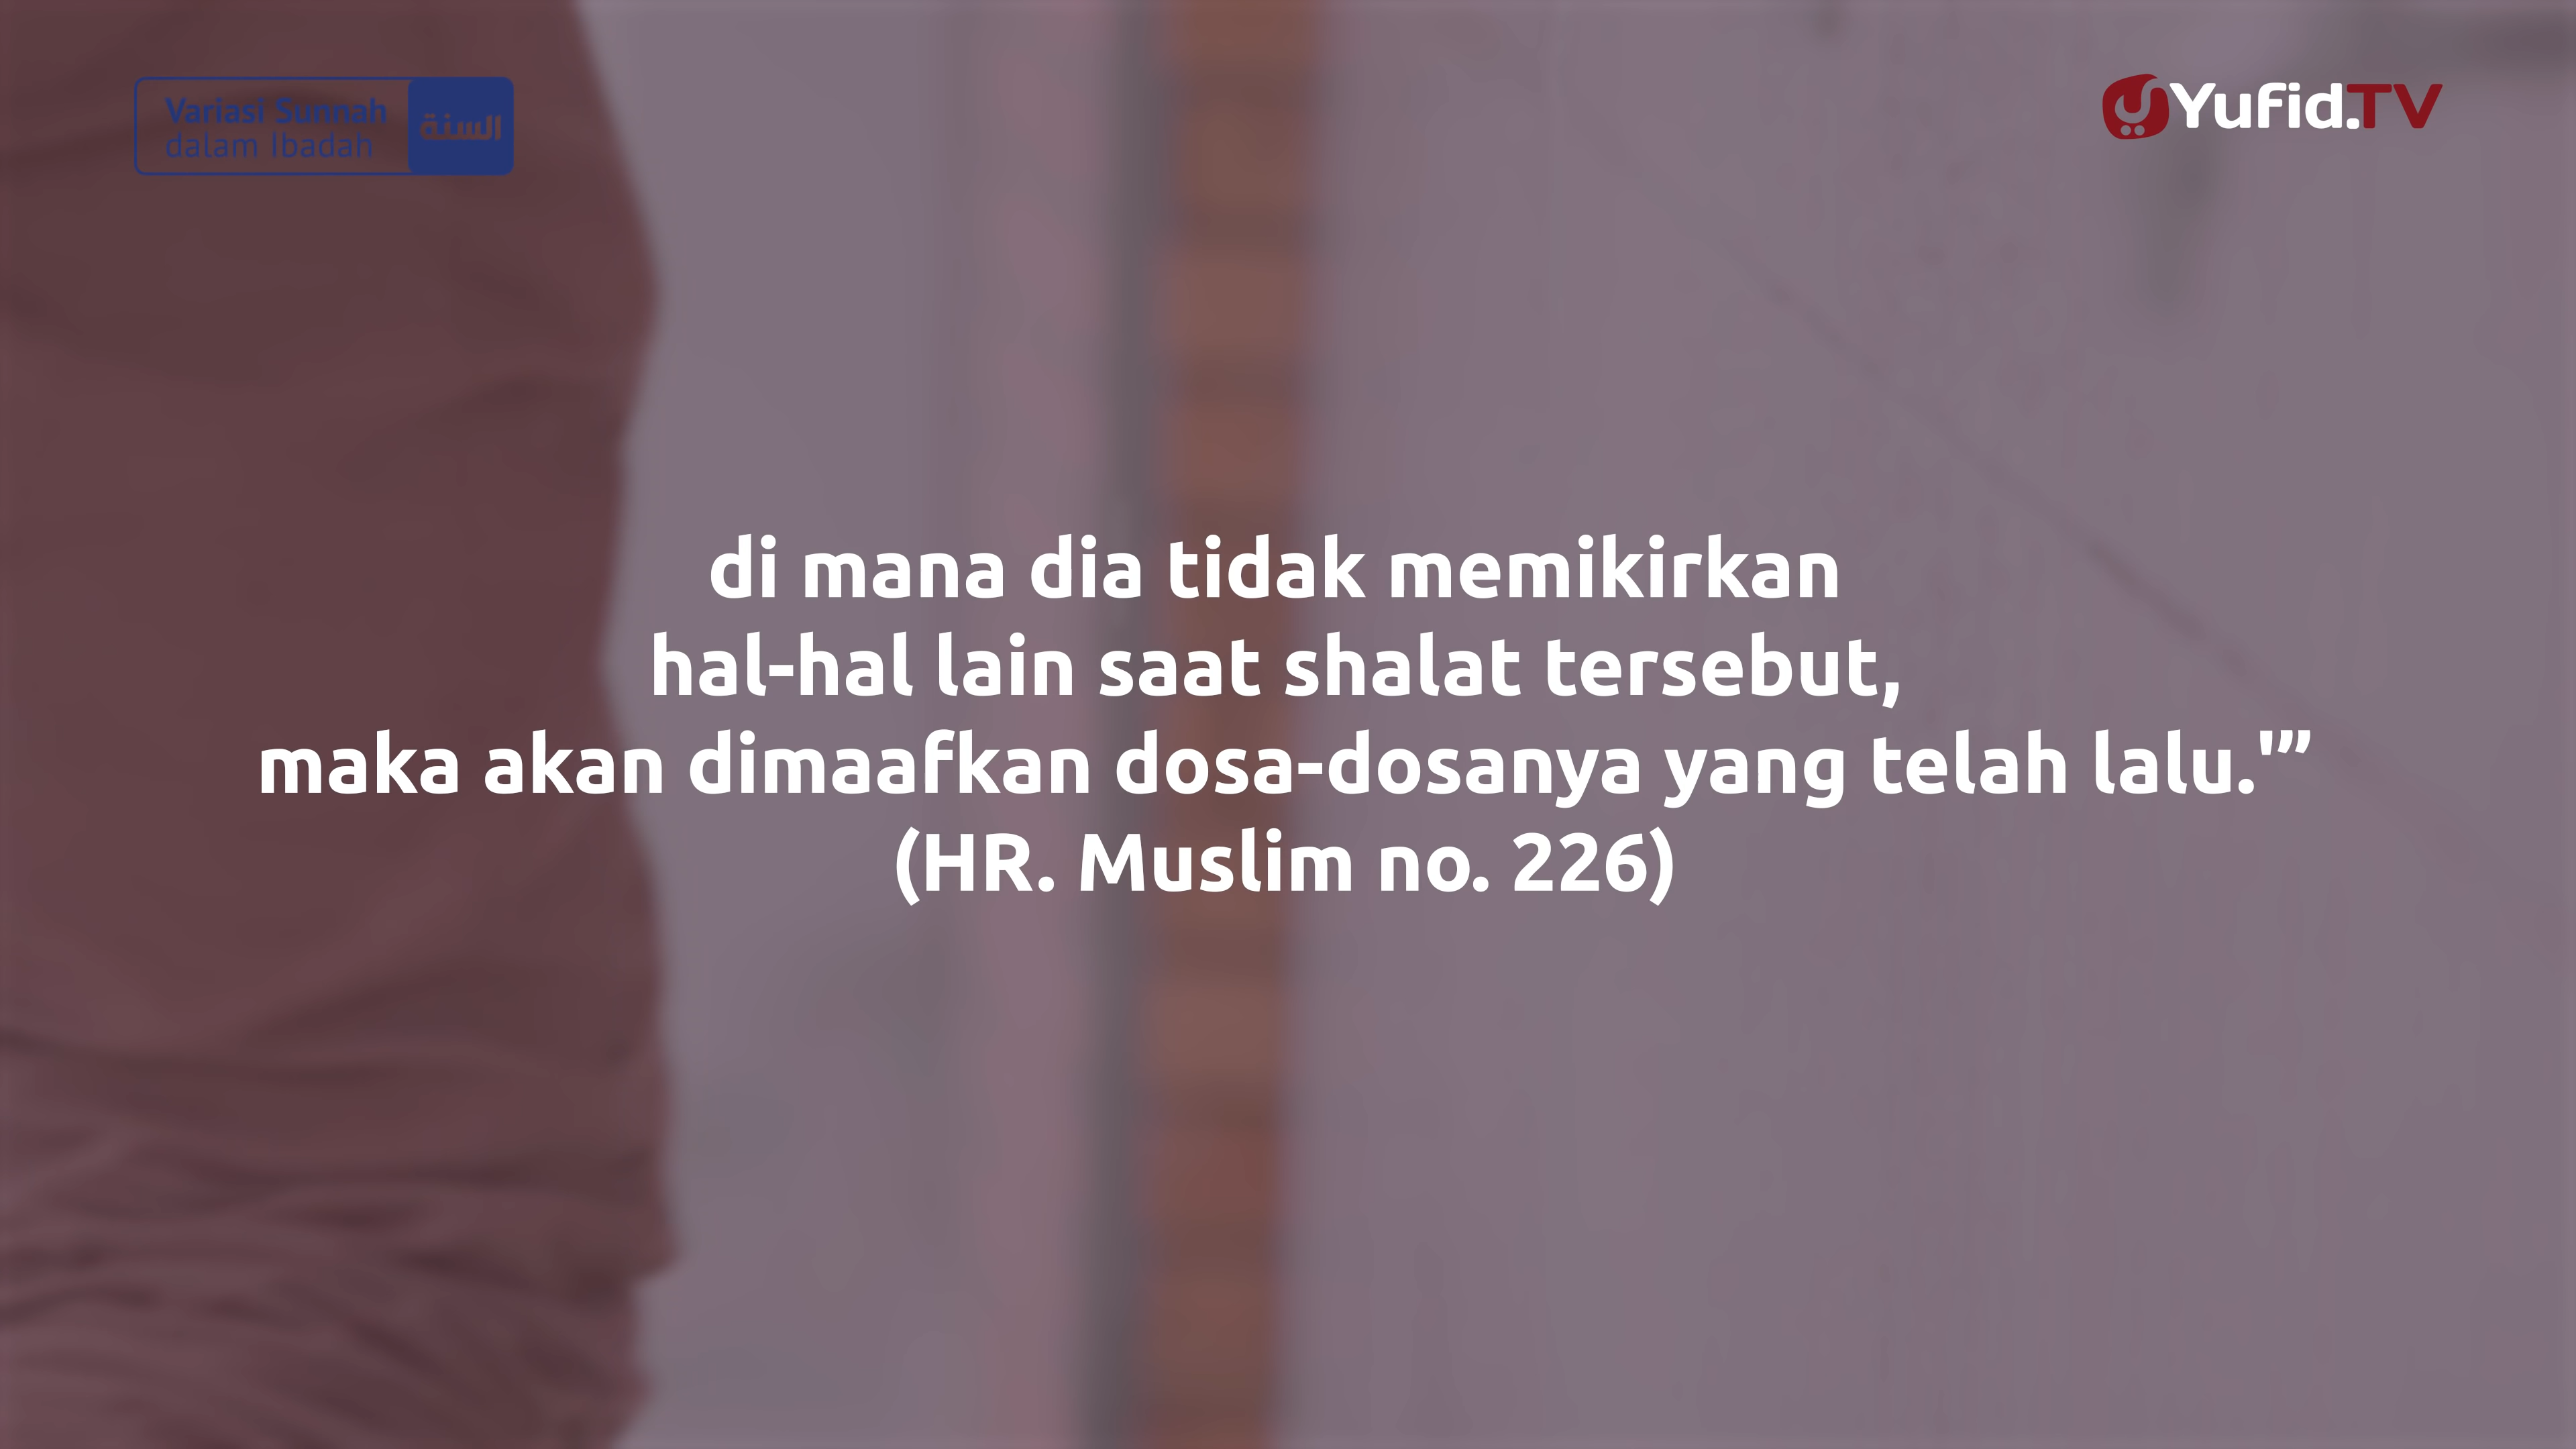 Variasi Sunnah
dalam Ibadah
السنة
Yufid.TV
di mana dia tidak memikirkan
hal-hal lain saat shalat tersebut,
maka akan dimaafkan dosa-dosanya yang telah lalu.'”
(HR. Muslim no. 226)